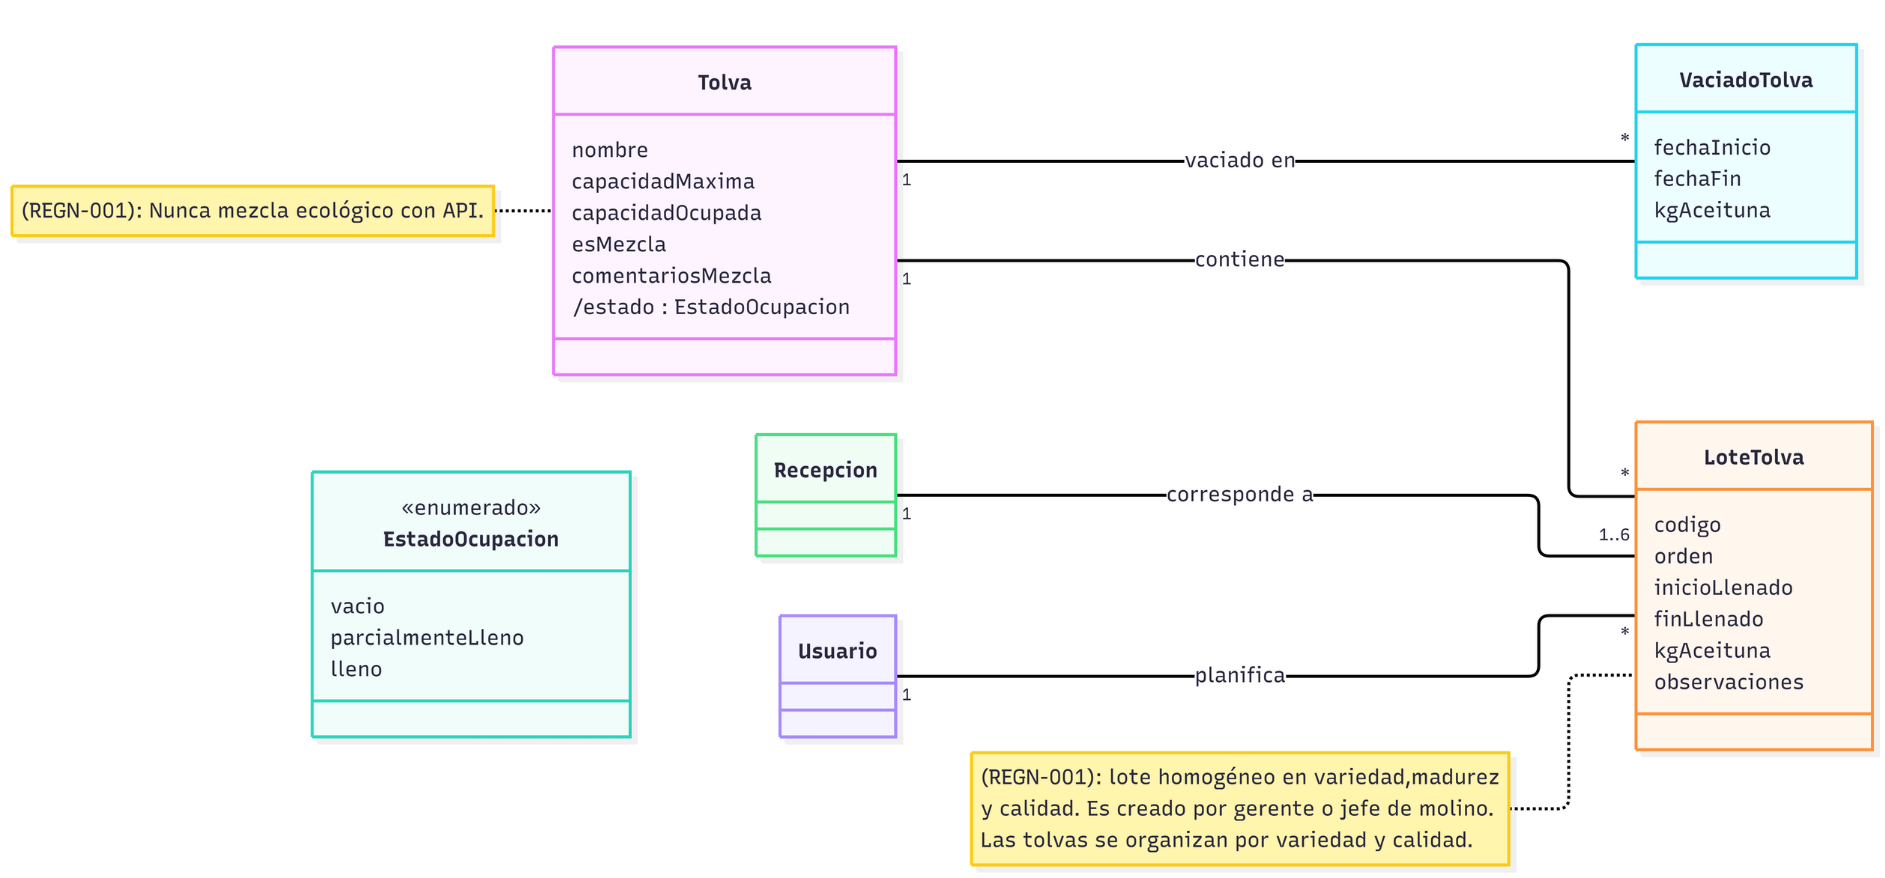 Tolva
nombre
capacidadMaxima
capacidadOcupada
esMezcla
comentariosMezcla
/estado : EstadoOcupacion
(REGN-001): Nunca mezcla ecológico con API.
1
vaciado en
*
VaciadoTolva
fechaInicio
fechaFin
kgAceituna
1
contiene
*
Recepcion
1
corresponde a
1..6
«enumerado»
EstadoOcupacion
vacio
parcialmenteLleno
lleno
Usuario
1
planifica
*
LoteTolva
codigo
orden
inicioLlenado
finLlenado
kgAceituna
observaciones
(REGN-001): lote homogéneo en variedad,madurez
y calidad. Es creado por gerente o jefe de molino.
Las tolvas se organizan por variedad y calidad.